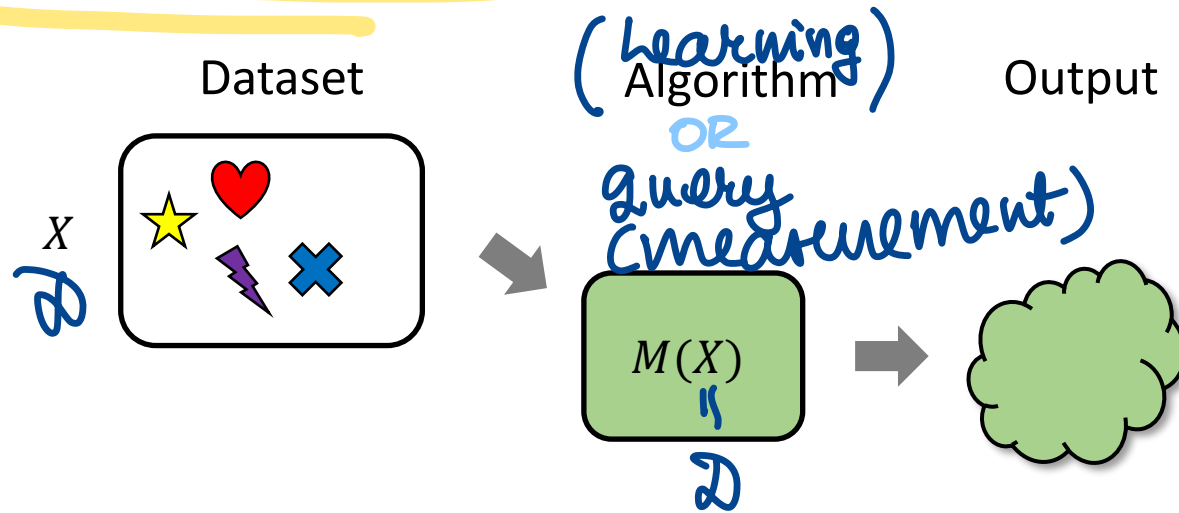 Dataset
(Learning)
Algorithm
Output
OR
query
(measurement)
X
D
M(X)
=
D